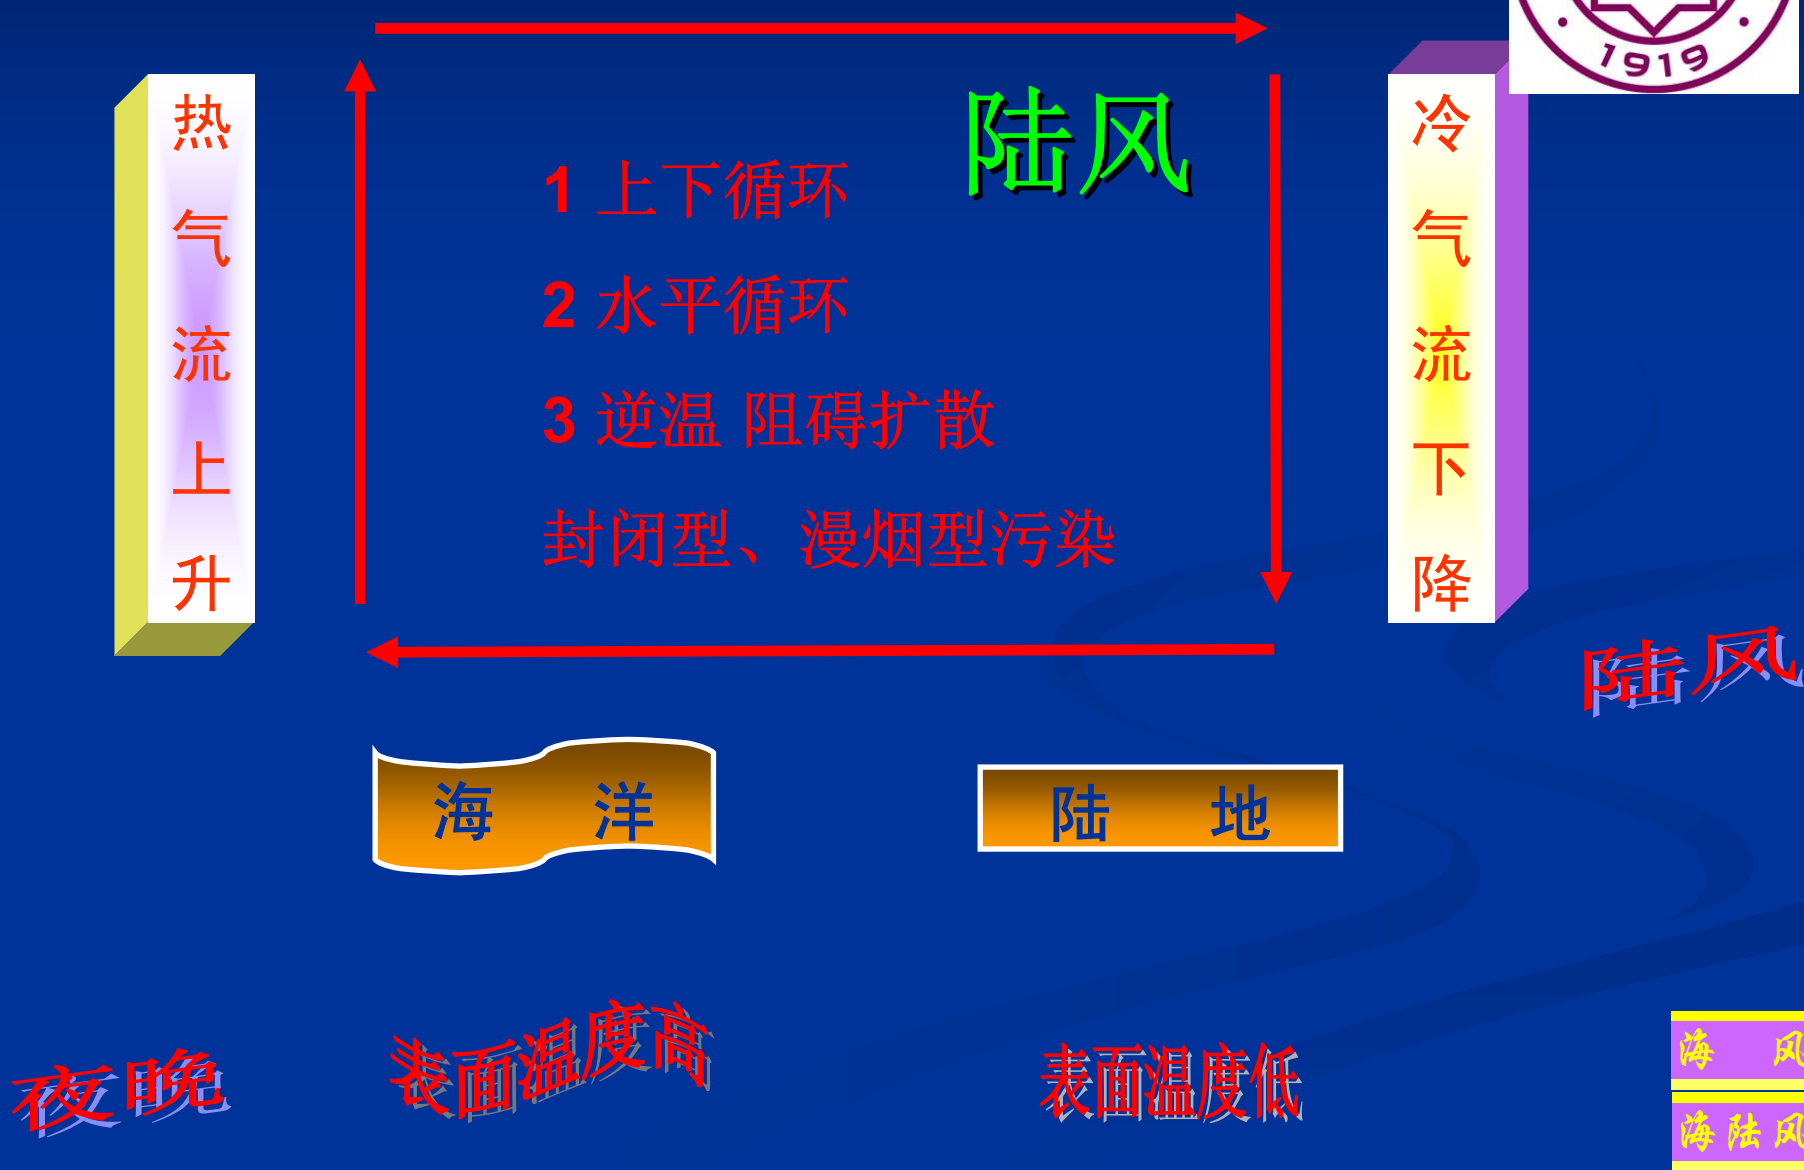 1919
热气流上升
陆风
1 上下循环
2 水平循环
3 逆温 阻碍扩散
封闭型、漫烟型污染
冷气流下降
陆风
海 洋
陆 地
夜晚
表面温度高
表面温度低
海 风
海陆风